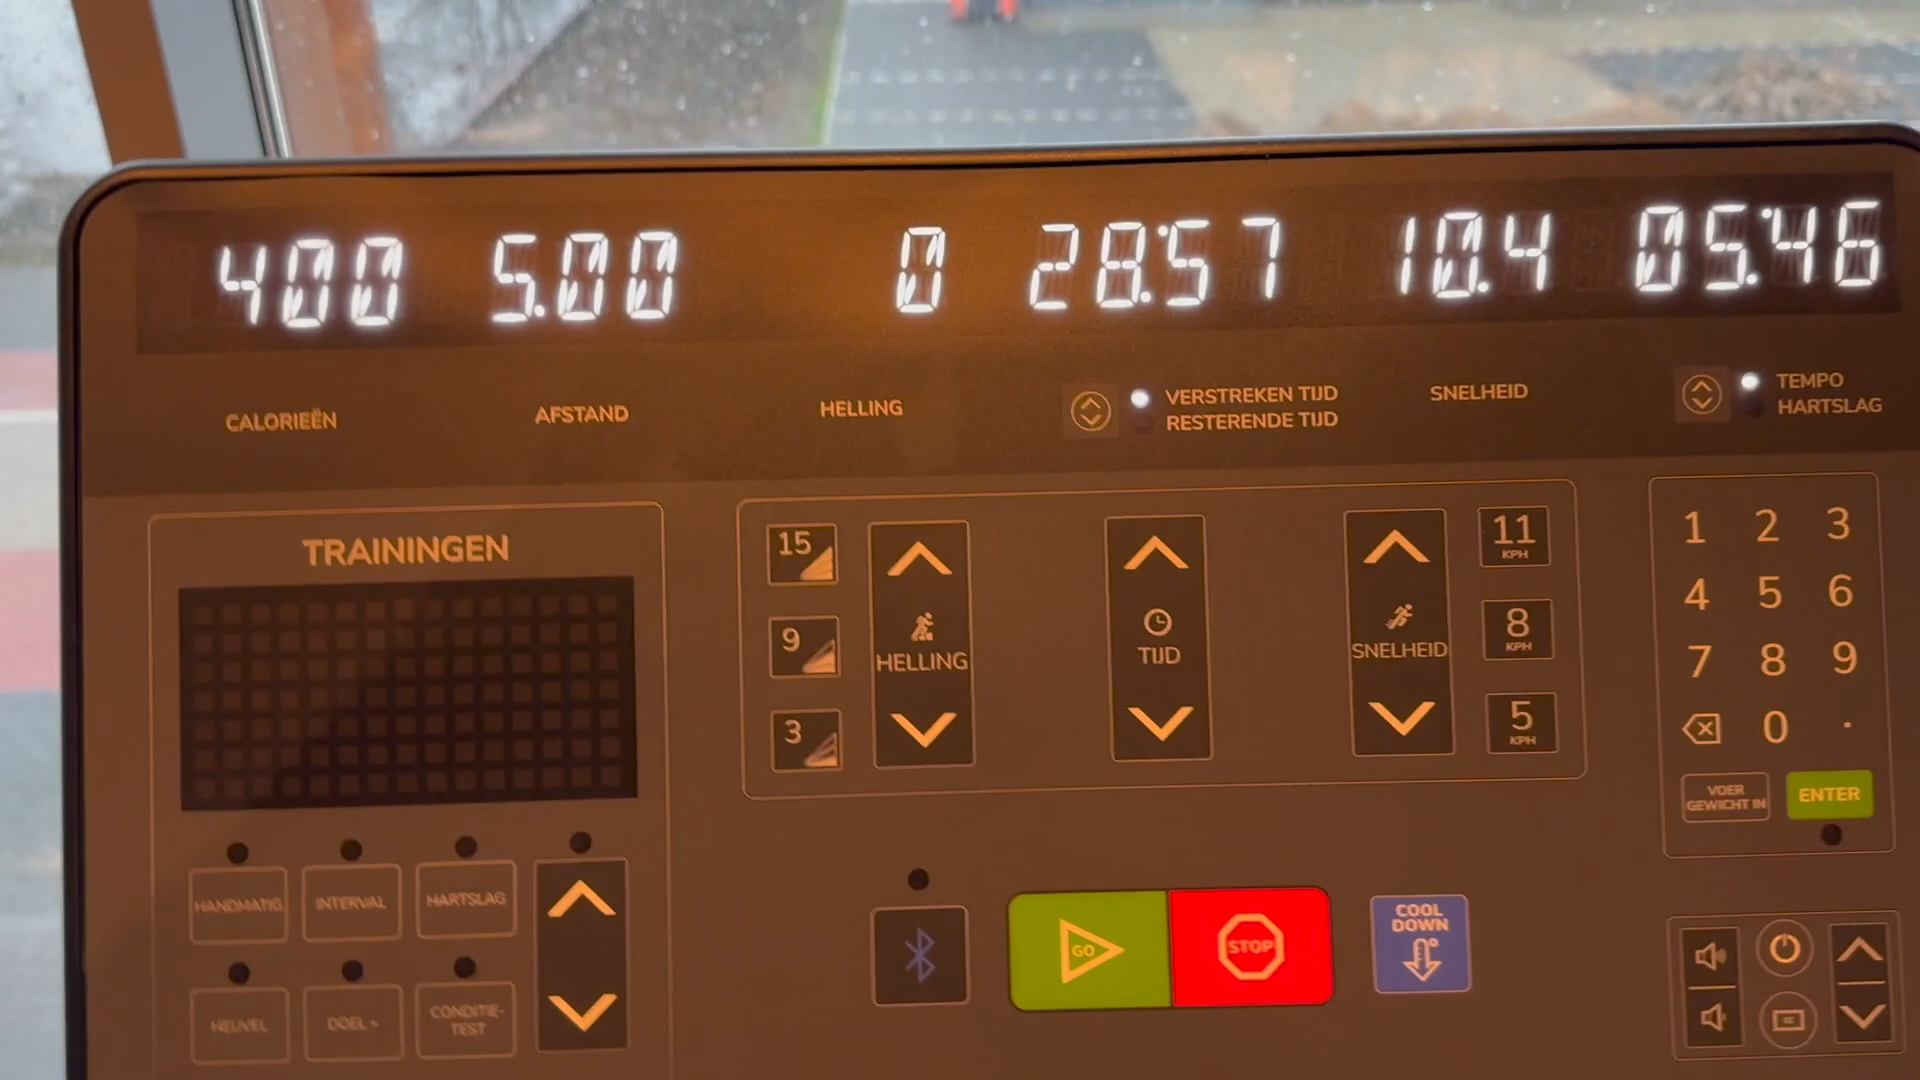 400 5.00 0 28:57 10.4 05:46
CALORIEËN AFSTAND HELLING VERSTREKEN TIJD SNELHEID TEMPO
RESTERENDE TIJD HARTSLAG
TRAININGEN
15
9
3
HELLING
TIJD
SNELHEID
11
KPH
8
KPH
5
KPH
1 2 3
4 5 6
7 8 9
0 .
VOER
GEWICHT IN
ENTER
HANDMATIG INTERVAL HARTSLAG
HEUVEL DOEL + CONDITIE-
TEST
GO
STOP
COOL
DOWN